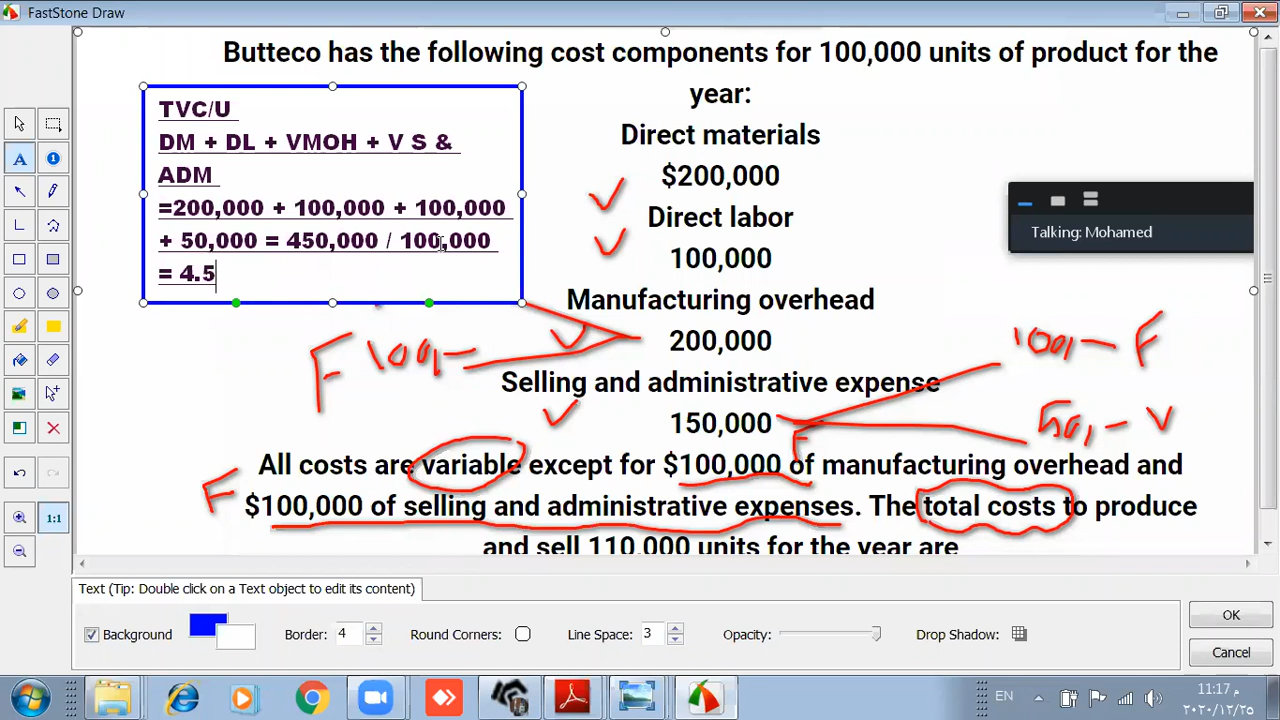 FastStone Draw
Butteco has the following cost components for 100,000 units of product for the
year:
TVC/U
DM + DL + VMOH + V S &
ADM
=200,000 + 100,000 + 100,000
+ 50,000 = 450,000 / 100,000
= 4.5
Direct materials
$200,000
Direct labor
100,000
Manufacturing overhead
200,000
Selling and administrative expense
150,000
F 100,-
100,- F
50,- V
V
All costs are variable except for $100,000 of manufacturing overhead and
F
F
$100,000 of selling and administrative expenses. The total costs to produce
and sell 110,000 units for the year are
Talking: Mohamed
1:1
Text (Tip: Double click on a Text object to edit its content)
Background
Border: 4
Round Corners:
Line Space: 3
Opacity:
Drop Shadow:
OK
Cancel
EN
11:17 م
٢٠٢٠/١٢/٢٥